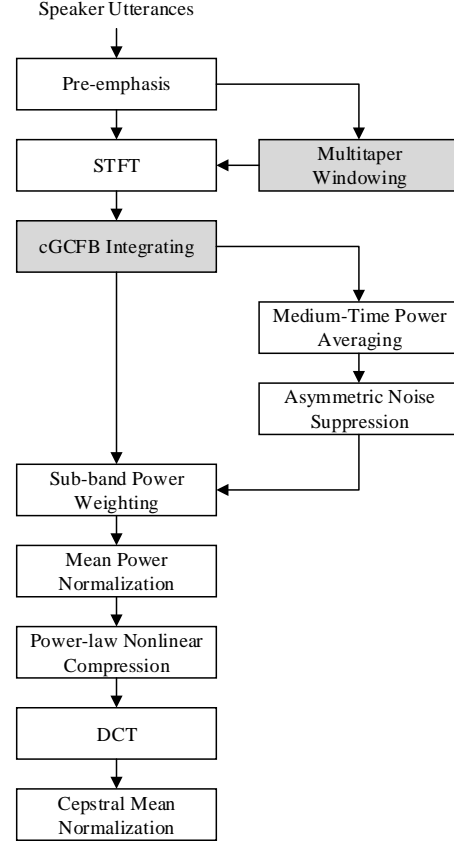 Speaker Utterances
Pre-emphasis
STFT
Multitaper
Windowing
cGCFB Integrating
Medium-Time Power
Averaging
Asymmetric Noise
Suppression
Sub-band Power
Weighting
Mean Power
Normalization
Power-law Nonlinear
Compression
DCT
Cepstral Mean
Normalization